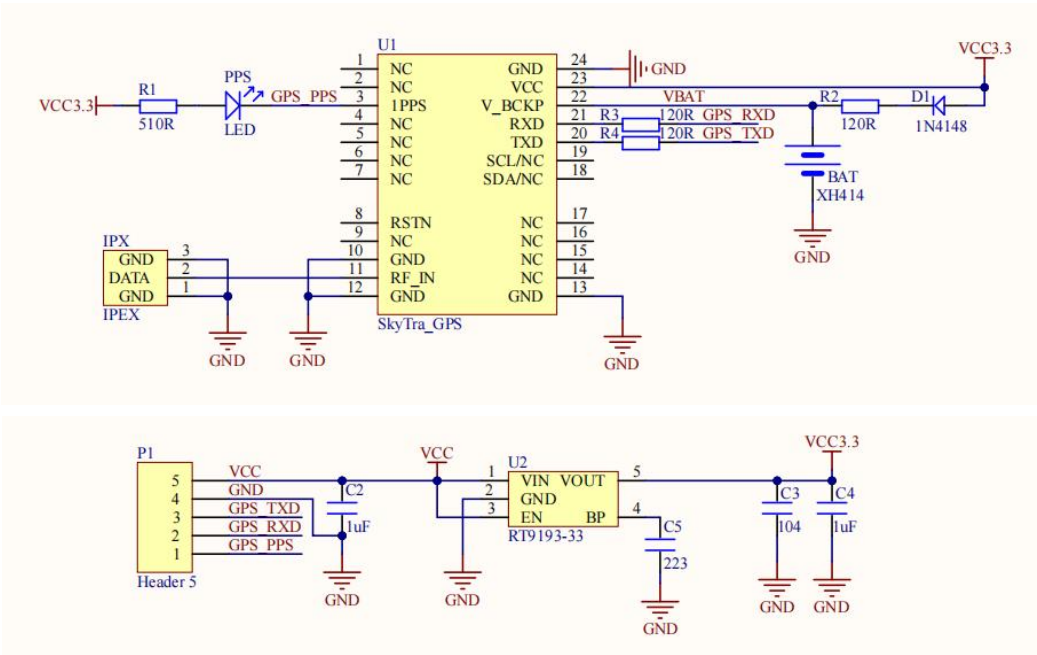 U1
1 NC
2 NC
3 1PPS
4 NC
5 NC
6 NC
7 NC
8 RSTN
9 NC
10 GND
11 RF_IN
12 GND
GND 24
VCC 23
V_BCKP 22
RXD 21
TXD 20
SCL/NC 19
SDA/NC 18
NC 17
NC 16
NC 15
NC 14
GND 13
SkyTra_GPS
VCC3.3
R1
510R
PPS
LED
GPS_PPS
GND
VCC3.3
VBAT
R2
120R
D1
1N4148
R3 120R GPS_RXD
R4 120R GPS_TXD
BAT
XH414
GND
GND
IPX
GND 3
DATA 2
GND 1
IPEX
GND
GND
P1
5 VCC
4 GND
3 GPS_TXD
2 GPS_RXD
1 GPS_PPS
Header 5
C2
1uF
GND
VCC
U2
1 VIN VOUT 5
2 GND
3 EN BP 4
RT9193-33
GND
C5
223
GND
VCC3.3
C3
104
GND
C4
1uF
GND